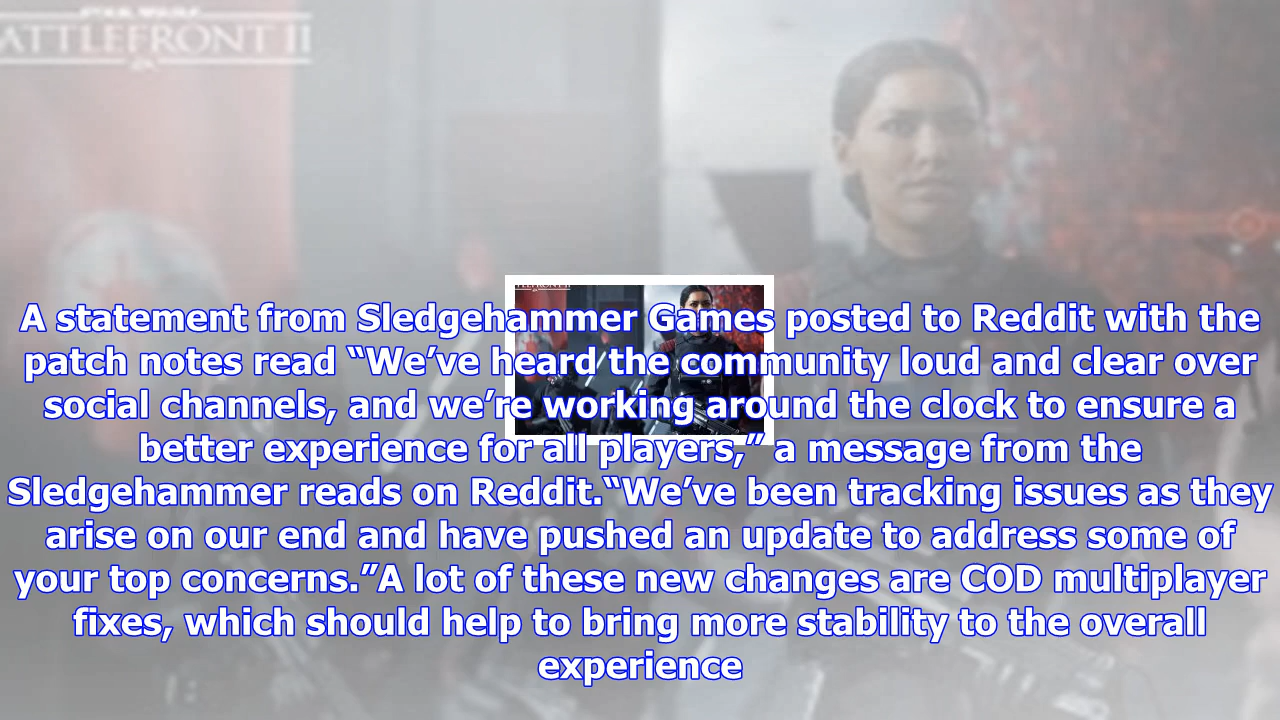 STAR WARS
ATTLEFRONT II
A statement from Sledgehammer Games posted to Reddit with the
patch notes read “We’ve heard the community loud and clear over
social channels, and we’re working around the clock to ensure a
better experience for all players,” a message from the
Sledgehammer reads on Reddit.“We’ve been tracking issues as they
arise on our end and have pushed an update to address some of
your top concerns.”A lot of these new changes are COD multiplayer
fixes, which should help to bring more stability to the overall
experience